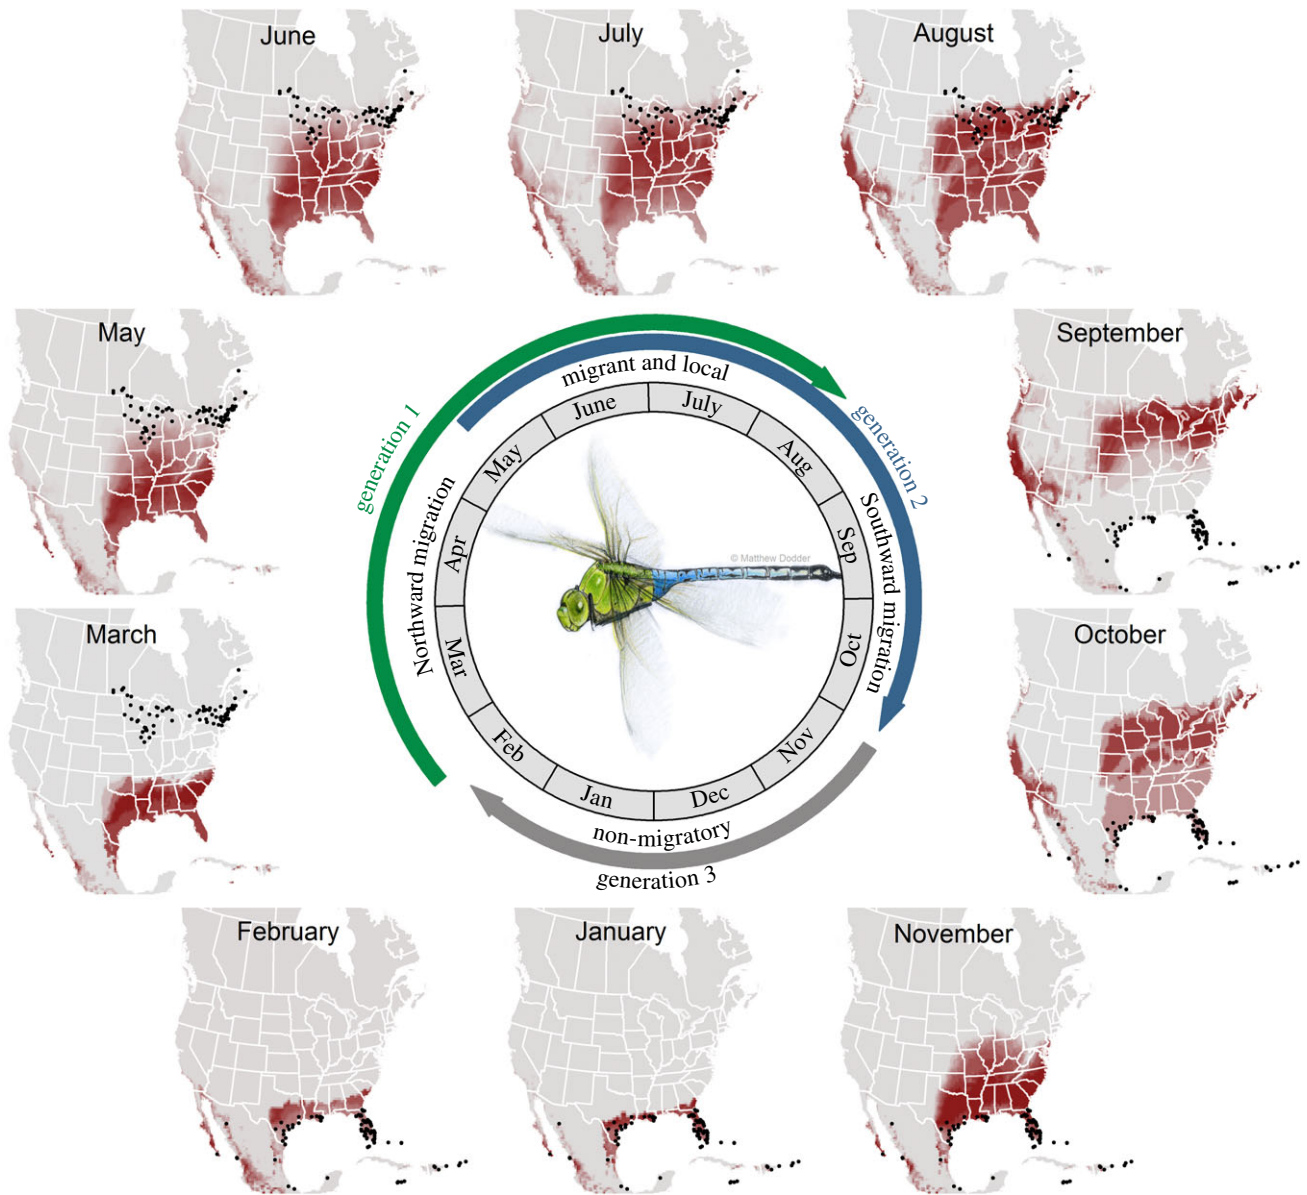 June
July
August
May
September
March
October
February
January
November
generation 1
generation 2
generation 3
migrant and local
Northward migration
Southward migration
non-migratory
June
July
Aug
Sep
Oct
Nov
Dec
Jan
Feb
Mar
Apr
May
© Matthew Dodder